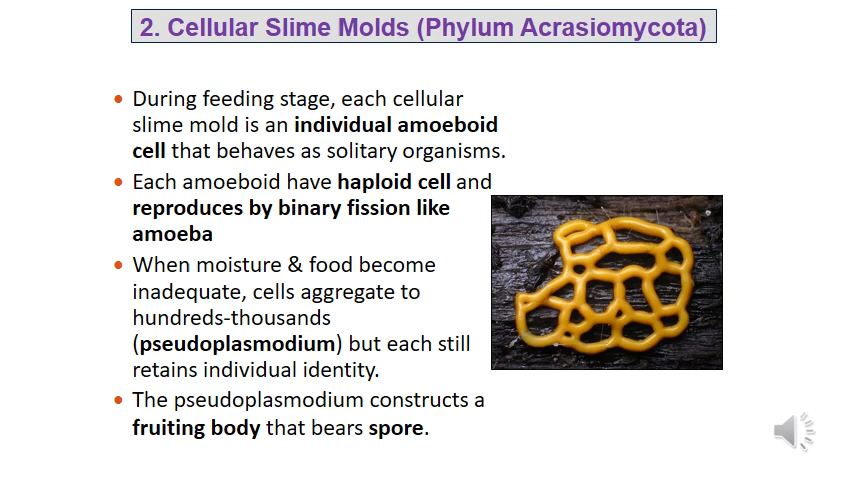 2. Cellular Slime Molds (Phylum Acrasiomycota)
• During feeding stage, each cellular
slime mold is an individual amoeboid
cell that behaves as solitary organisms.
• Each amoeboid have haploid cell and
reproduces by binary fission like
amoeba
• When moisture & food become
inadequate, cells aggregate to
hundreds-thousands
(pseudoplasmodium) but each still
retains individual identity.
• The pseudoplasmodium constructs a
fruiting body that bears spore.